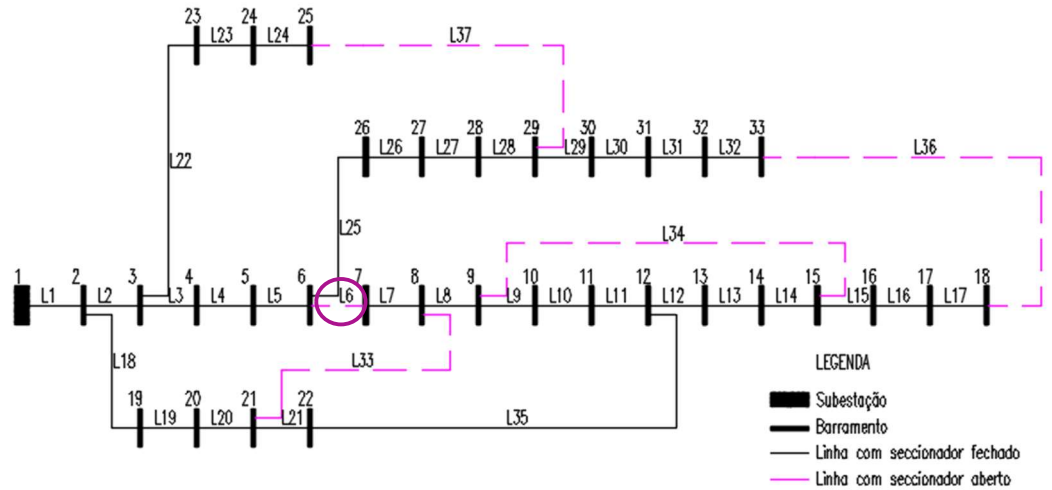 23 24 25
L23 L24 L37
26 27 28 29 30 31 32 33
L26 L27 L28 L29 L30 L31 L32 L36
L22
L25 L34
1 2 3 4 5 6 7 8 9 10 11 12 13 14 15 16 17 18
L1 L2 L3 L4 L5 L6 L7 L8 L9 L10 L11 L12 L13 L14 L15 L16 L17
L18 L33
19 20 21 22
L19 L20 L21 L35
LEGENDA
Subestação
Barramento
Linha com seccionador fechado
Linha com seccionador aberto